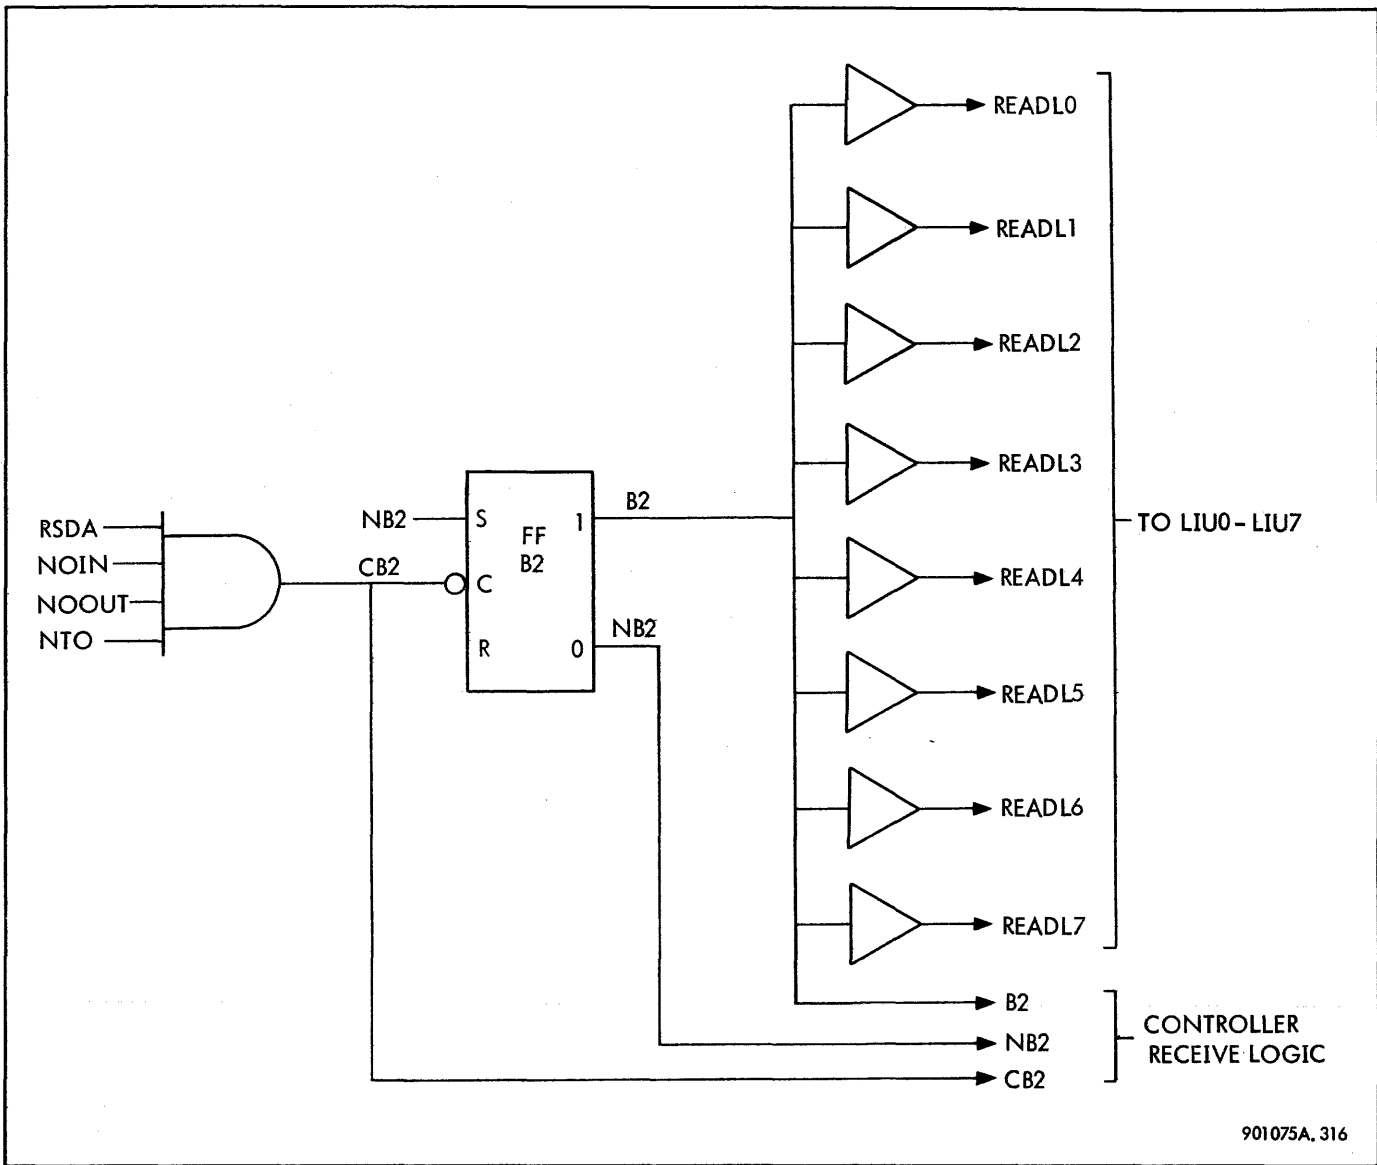 READL0
READL1
READL2
READL3
READL4
READL5
READL6
READL7
TO LIU0-LIU7
RSDA
NOIN
NOOUT
NTO
CB2
NB2
S
C
R
FF
B2
1
0
B2
NB2
B2
NB2
CB2
CONTROLLER
RECEIVE LOGIC
901075A. 316